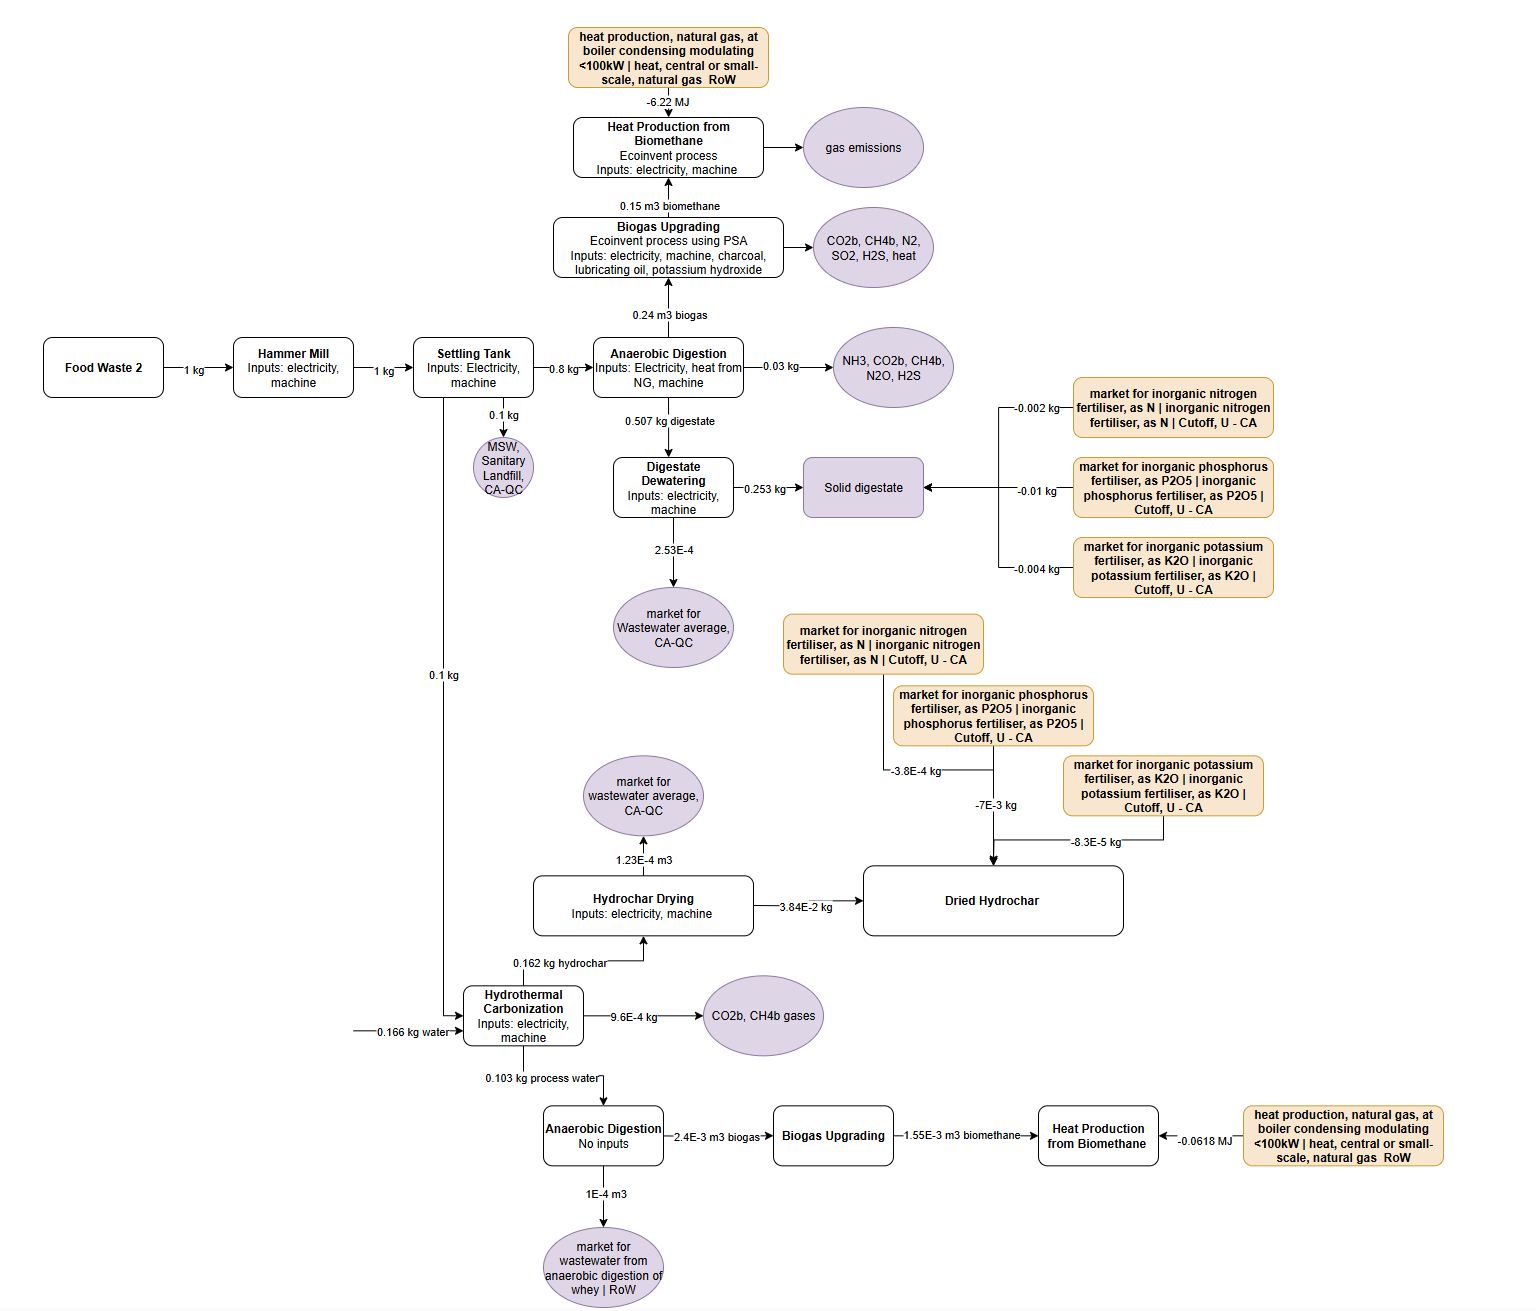 heat production, natural gas, at
boiler condensing modulating
<100kW | heat, central or small-
scale, natural gas  RoW
-6.22 MJ
Heat Production from
Biomethane
Ecoinvent process
Inputs: electricity, machine
gas emissions
0.15 m3 biomethane
Biogas Upgrading
Ecoinvent process using PSA
Inputs: electricity, machine, charcoal,
lubricating oil, potassium hydroxide
CO2b, CH4b, N2,
SO2, H2S, heat
0.24 m3 biogas
Food Waste 2
1 kg
Hammer Mill
Inputs: electricity,
machine
1 kg
Settling Tank
Inputs: Electricity,
machine
0.8 kg
Anaerobic Digestion
Inputs: Electricity, heat from
NG, machine
0.03 kg
NH3, CO2b, CH4b,
N2O, H2S
0.1 kg
MSW,
Sanitary
Landfill,
CA-QC
0.507 kg digestate
Digestate
Dewatering
Inputs: electricity,
machine
0.253 kg
Solid digestate
-0.002 kg
market for inorganic nitrogen
fertiliser, as N | inorganic nitrogen
fertiliser, as N | Cutoff, U - CA
-0.01 kg
market for inorganic phosphorus
fertiliser, as P2O5 | inorganic
phosphorus fertiliser, as P2O5 |
Cutoff, U - CA
-0.004 kg
market for inorganic potassium
fertiliser, as K2O | inorganic
potassium fertiliser, as K2O |
Cutoff, U - CA
2.53E-4
market for
Wastewater average,
CA-QC
0.1 kg
market for inorganic nitrogen
fertiliser, as N | inorganic nitrogen
fertiliser, as N | Cutoff, U - CA
market for inorganic phosphorus
fertiliser, as P2O5 | inorganic
phosphorus fertiliser, as P2O5 |
Cutoff, U - CA
market for inorganic potassium
fertiliser, as K2O | inorganic
potassium fertiliser, as K2O |
Cutoff, U - CA
-3.8E-4 kg
-7E-3 kg
-8.3E-5 kg
market for
wastewater average,
CA-QC
1.23E-4 m3
Hydrochar Drying
Inputs: electricity, machine
3.84E-2 kg
Dried Hydrochar
0.162 kg hydrochar
Hydrothermal
Carbonization
Inputs: electricity,
machine
0.166 kg water
9.6E-4 kg
CO2b, CH4b gases
0.103 kg process water
Anaerobic Digestion
No inputs
2.4E-3 m3 biogas
Biogas Upgrading
1.55E-3 m3 biomethane
Heat Production
from Biomethane
-0.0618 MJ
heat production, natural gas, at
boiler condensing modulating
<100kW | heat, central or small-
scale, natural gas  RoW
1E-4 m3
market for
wastewater from
anaerobic digestion of
whey | RoW